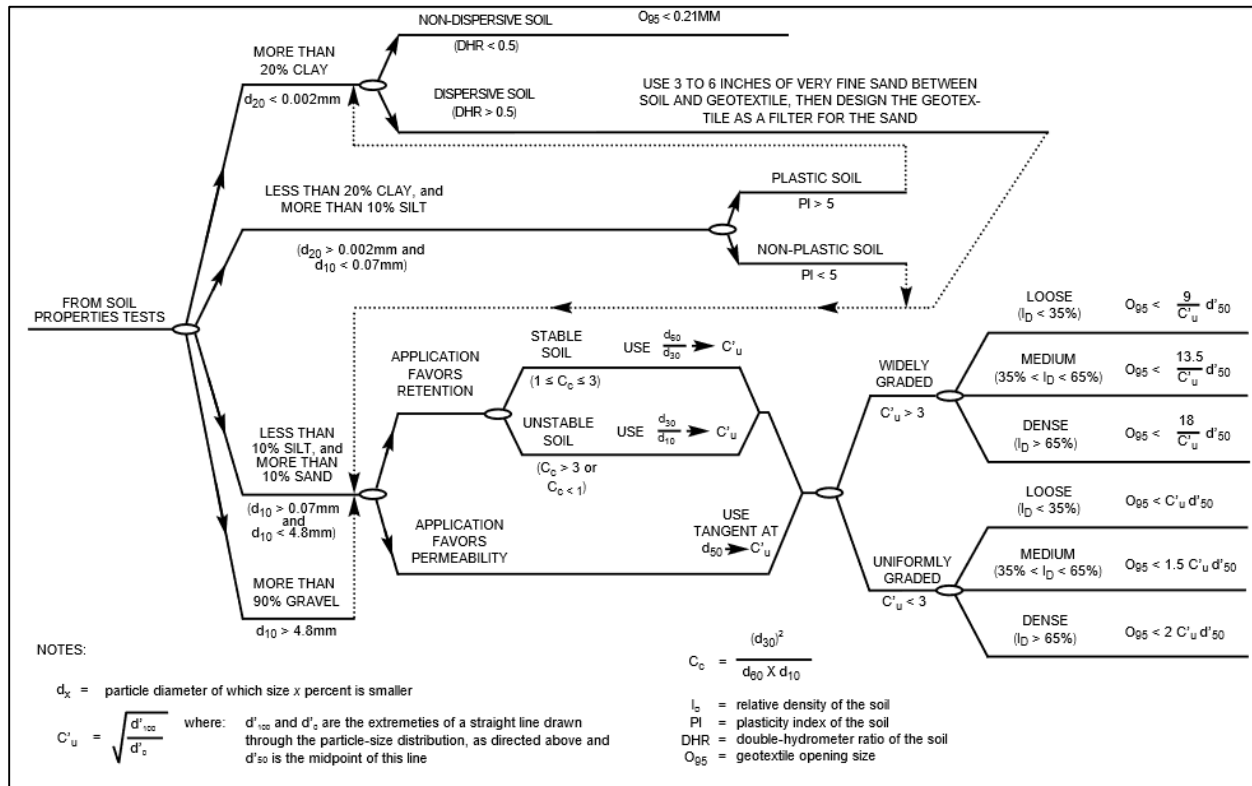 NON-DISPERSIVE SOIL
O95 < 0.21MM
(DHR < 0.5)
MORE THAN
20% CLAY
d20 < 0.002mm
DISPERSIVE SOIL
(DHR > 0.5)
USE 3 TO 6 INCHES OF VERY FINE SAND BETWEEN
SOIL AND GEOTEXTILE, THEN DESIGN THE GEOTEX-
TILE AS A FILTER FOR THE SAND
LESS THAN 20% CLAY, and
MORE THAN 10% SILT
(d20 > 0.002mm and
d10 < 0.07mm)
PLASTIC SOIL
PI > 5
NON-PLASTIC SOIL
PI < 5
FROM SOIL
PROPERTIES TESTS
LESS THAN
10% SILT, and
MORE THAN
10% SAND
(d10 > 0.07mm
and
d10 < 4.8mm)
MORE THAN
90% GRAVEL
d10 > 4.8mm
APPLICATION
FAVORS
RETENTION
STABLE
SOIL
USE d60/d30 C'u
(1 ≤ Cc ≤ 3)
UNSTABLE
SOIL
USE d30/d10 C'u
(Cc > 3 or
Cc < 1)
APPLICATION
FAVORS
PERMEABILITY
USE
TANGENT AT
d50 C'u
WIDELY
GRADED
C'u > 3
LOOSE
(ID < 35%)
O95 < 9/C'u d'50
MEDIUM
(35% < ID < 65%)
O95 < 13.5/C'u d'50
DENSE
(ID > 65%)
O95 < 18/C'u d'50
UNIFORMLY
GRADED
C'u < 3
LOOSE
(ID < 35%)
O95 < C'u d'50
MEDIUM
(35% < ID < 65%)
O95 < 1.5 C'u d'50
DENSE
(ID > 65%)
O95 < 2 C'u d'50
NOTES:
dx = particle diameter of which size x percent is smaller
C'u = √(d'100/d'0) where: d'100 and d'0 are the extremeties of a straight line drawn
through the particle-size distribution, as directed above and
d'50 is the midpoint of this line
Cc = (d30)²/d60 X d10
ID = relative density of the soil
PI = plasticity index of the soil
DHR = double-hydrometer ratio of the soil
O95 = geotextile opening size